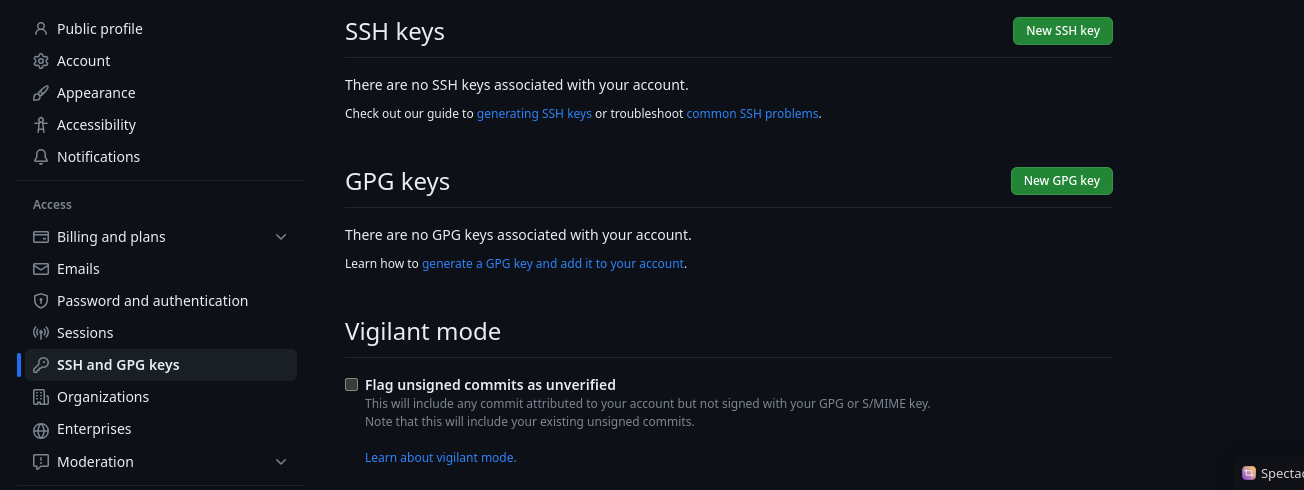 Public profile
Account
Appearance
Accessibility
Notifications
Access
Billing and plans
Emails
Password and authentication
Sessions
SSH and GPG keys
Organizations
Enterprises
Moderation
SSH keys
New SSH key
There are no SSH keys associated with your account.
Check out our guide to generating SSH keys or troubleshoot common SSH problems.
GPG keys
New GPG key
There are no GPG keys associated with your account.
Learn how to generate a GPG key and add it to your account.
Vigilant mode
Flag unsigned commits as unverified
This will include any commit attributed to your account but not signed with your GPG or S/MIME key.
Note that this will include your existing unsigned commits.
Learn about vigilant mode.